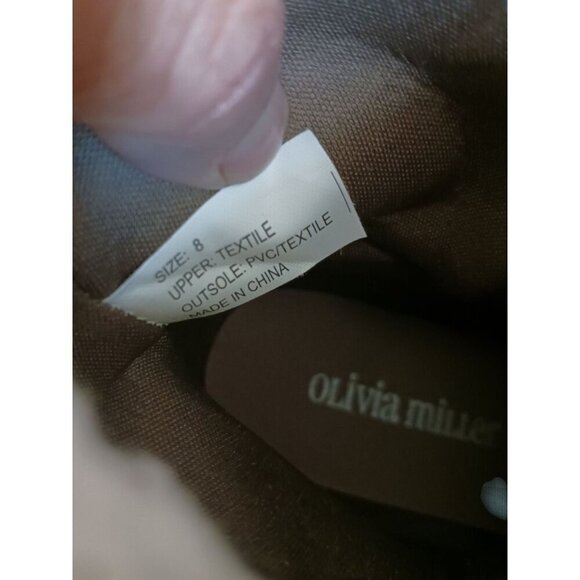 SIZE: 8
UPPER: TEXTILE
OUTSOLE: PVC/TEXTILE
MADE IN CHINA
OLivia miller